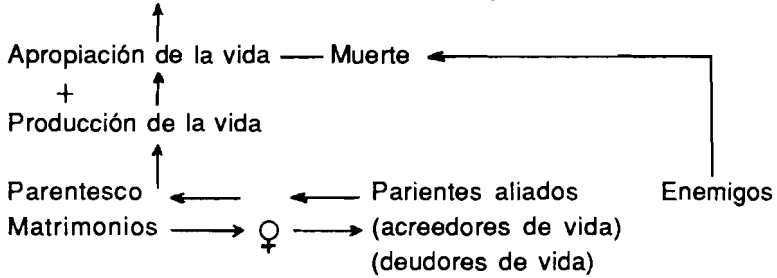 Apropiación de la vida — Muerte
+
Producción de la vida
Parentesco Parientes aliados Enemigos
Matrimonios ♀ (acreedores de vida)
(deudores de vida)